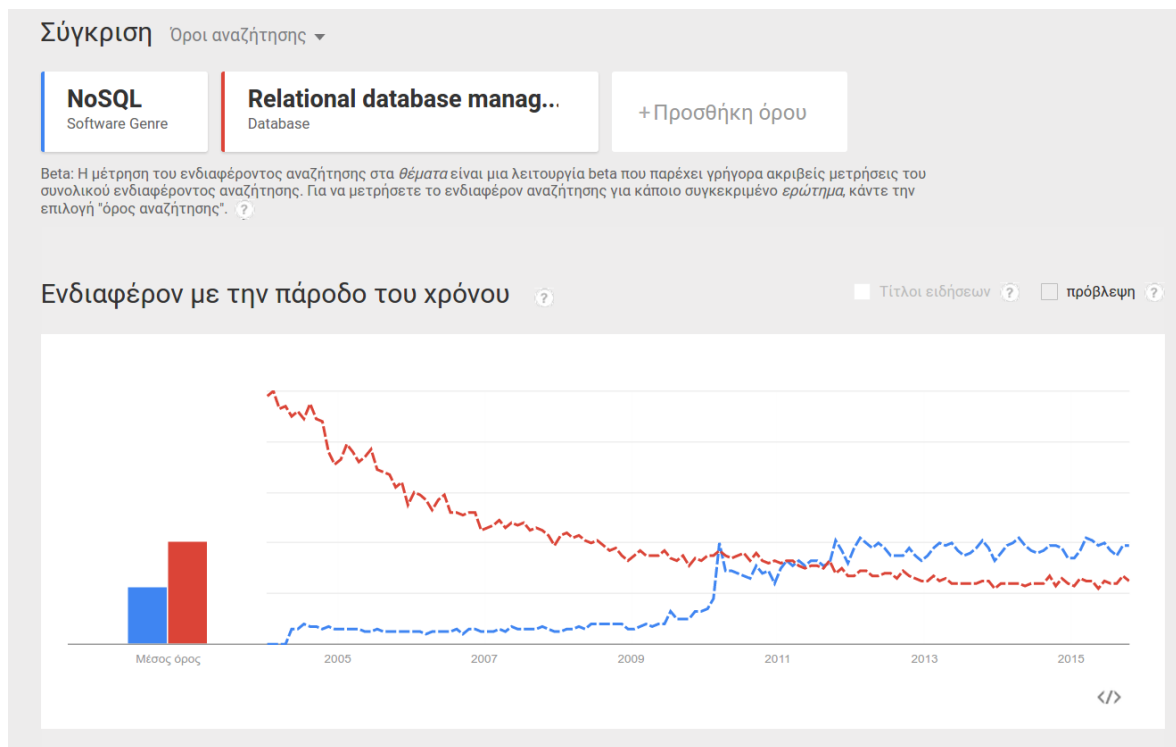 Σύγκριση Όροι αναζήτησης
NoSQL
Software Genre
Relational database manag...
Database
+Προσθήκη όρου
Beta: Η μέτρηση του ενδιαφέροντος αναζήτησης στα θέματα είναι μια λειτουργία beta που παρέχει γρήγορα ακριβείς μετρήσεις του
συνολικού ενδιαφέροντος αναζήτησης. Για να μετρήσετε το ενδιαφέρον αναζήτησης για κάποιο συγκεκριμένο ερώτημα, κάντε την
επιλογή "όρος αναζήτησης". ?
Ενδιαφέρον με την πάροδο του χρόνου ?
Τίτλοι ειδήσεων ? πρόβλεψη ?
Μέσος όρος 2005 2007 2009 2011 2013 2015
</>